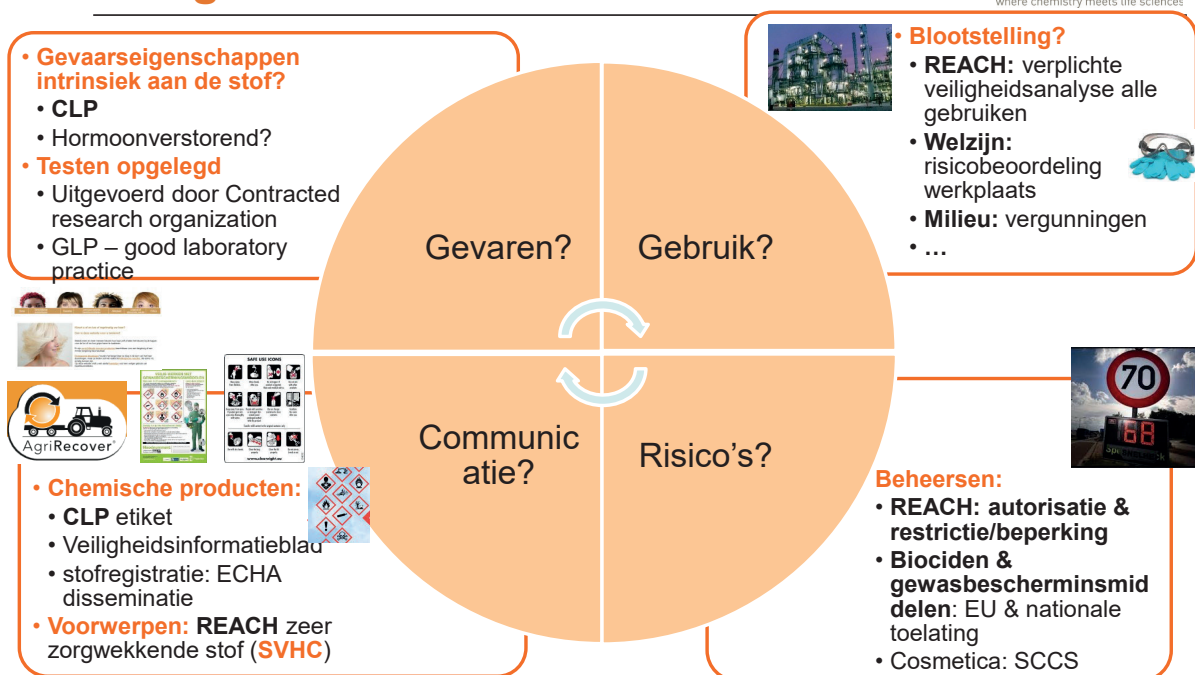 where chemistry meets life sciences
• Gevaarseigenschappen
intrinsiek aan de stof?
• CLP
• Hormoonverstorend?
• Testen opgelegd
• Uitgevoerd door Contracted
research organization
• GLP – good laboratory
practice
• Blootstelling?
• REACH: verplichte
veiligheidsanalyse alle
gebruiken
• Welzijn:
risicobeoordeling
werkplaats
• Milieu: vergunningen
• ...
Gevaren?
Gebruik?
Communic
atie?
Risico's?
SAFE USE ICONS
AgriRecover
70
68
• Chemische producten:
• CLP etiket
• Veiligheidsinformatieblad
• stofregistratie: ECHA
disseminatie
• Voorwerpen: REACH zeer
zorgwekkende stof (SVHC)
Beheersen:
• REACH: autorisatie &
restrictie/beperking
• Biociden &
gewasbescherminsmid
delen: EU & nationale
toelating
• Cosmetica: SCCS